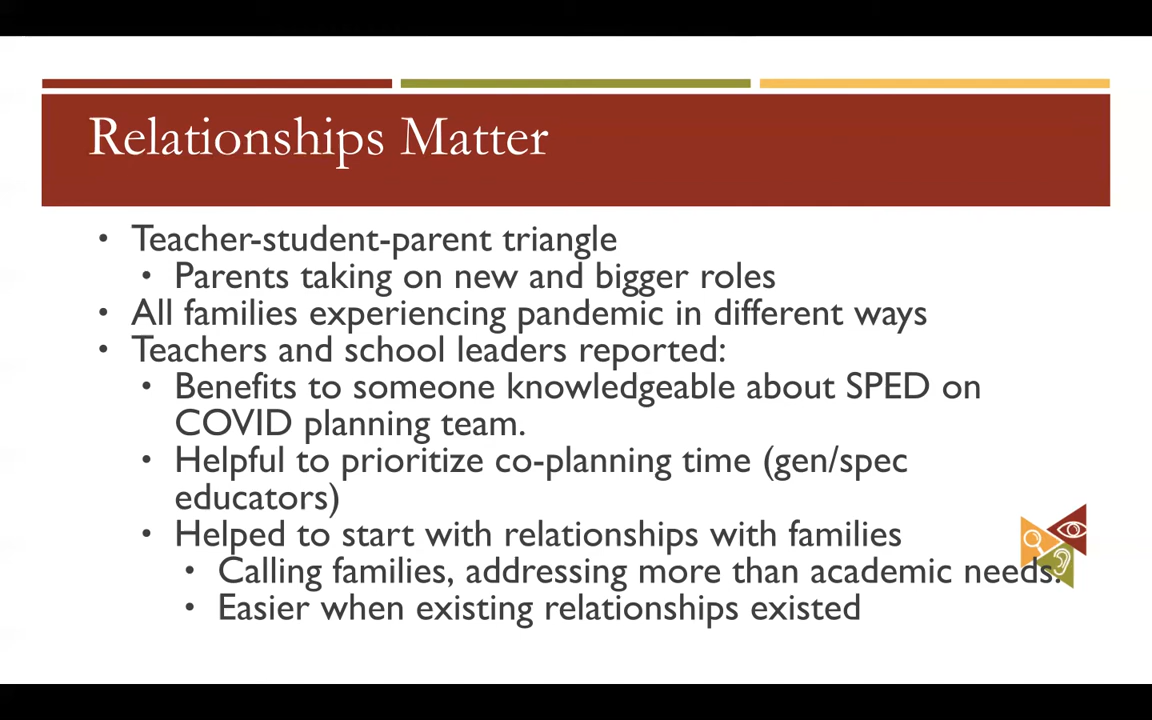 Relationships Matter
• Teacher-student-parent triangle
• Parents taking on new and bigger roles
• All families experiencing pandemic in different ways
• Teachers and school leaders reported:
• Benefits to someone knowledgeable about SPED on
COVID planning team.
• Helpful to prioritize co-planning time (gen/spec
educators)
• Helped to start with relationships with families
• Calling families, addressing more than academic needs.
• Easier when existing relationships existed